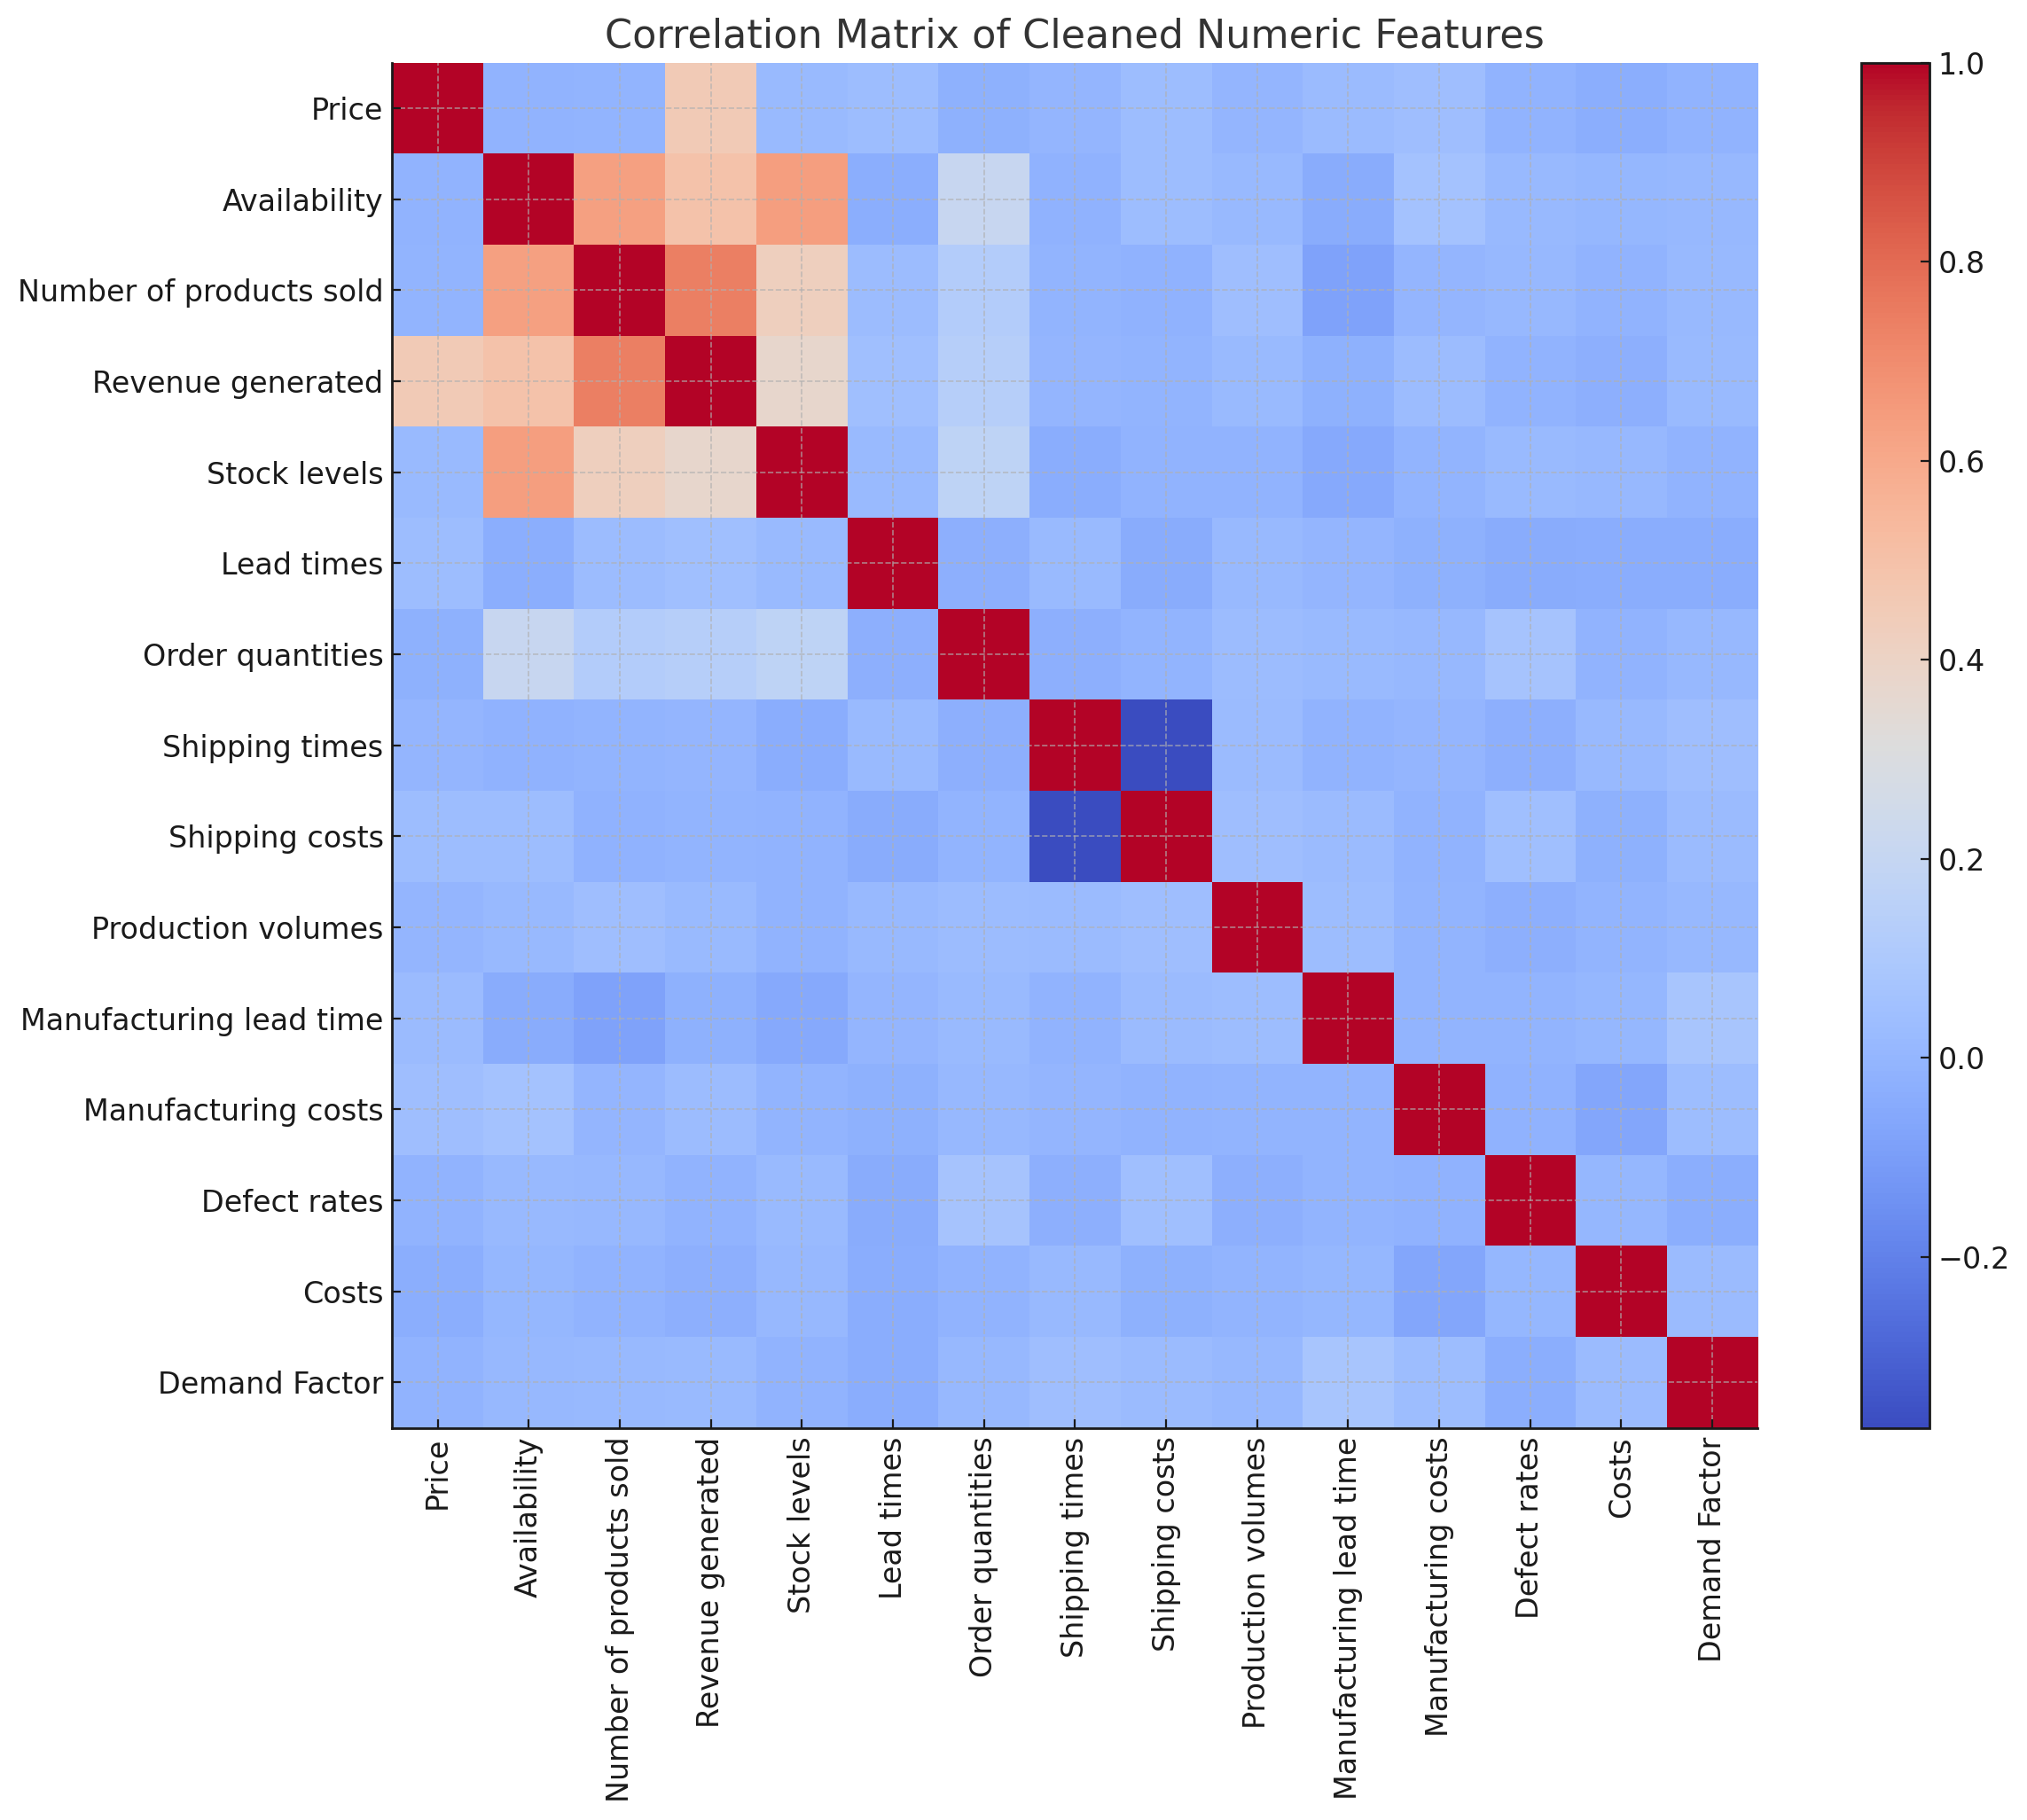 Correlation Matrix of Cleaned Numeric Features
Price
Availability
Number of products sold
Revenue generated
Stock levels
Lead times
Order quantities
Shipping times
Shipping costs
Production volumes
Manufacturing lead time
Manufacturing costs
Defect rates
Costs
Demand Factor
Price
Availability
Number of products sold
Revenue generated
Stock levels
Lead times
Order quantities
Shipping times
Shipping costs
Production volumes
Manufacturing lead time
Manufacturing costs
Defect rates
Costs
Demand Factor
1.0
0.8
0.6
0.4
0.2
0.0
−0.2